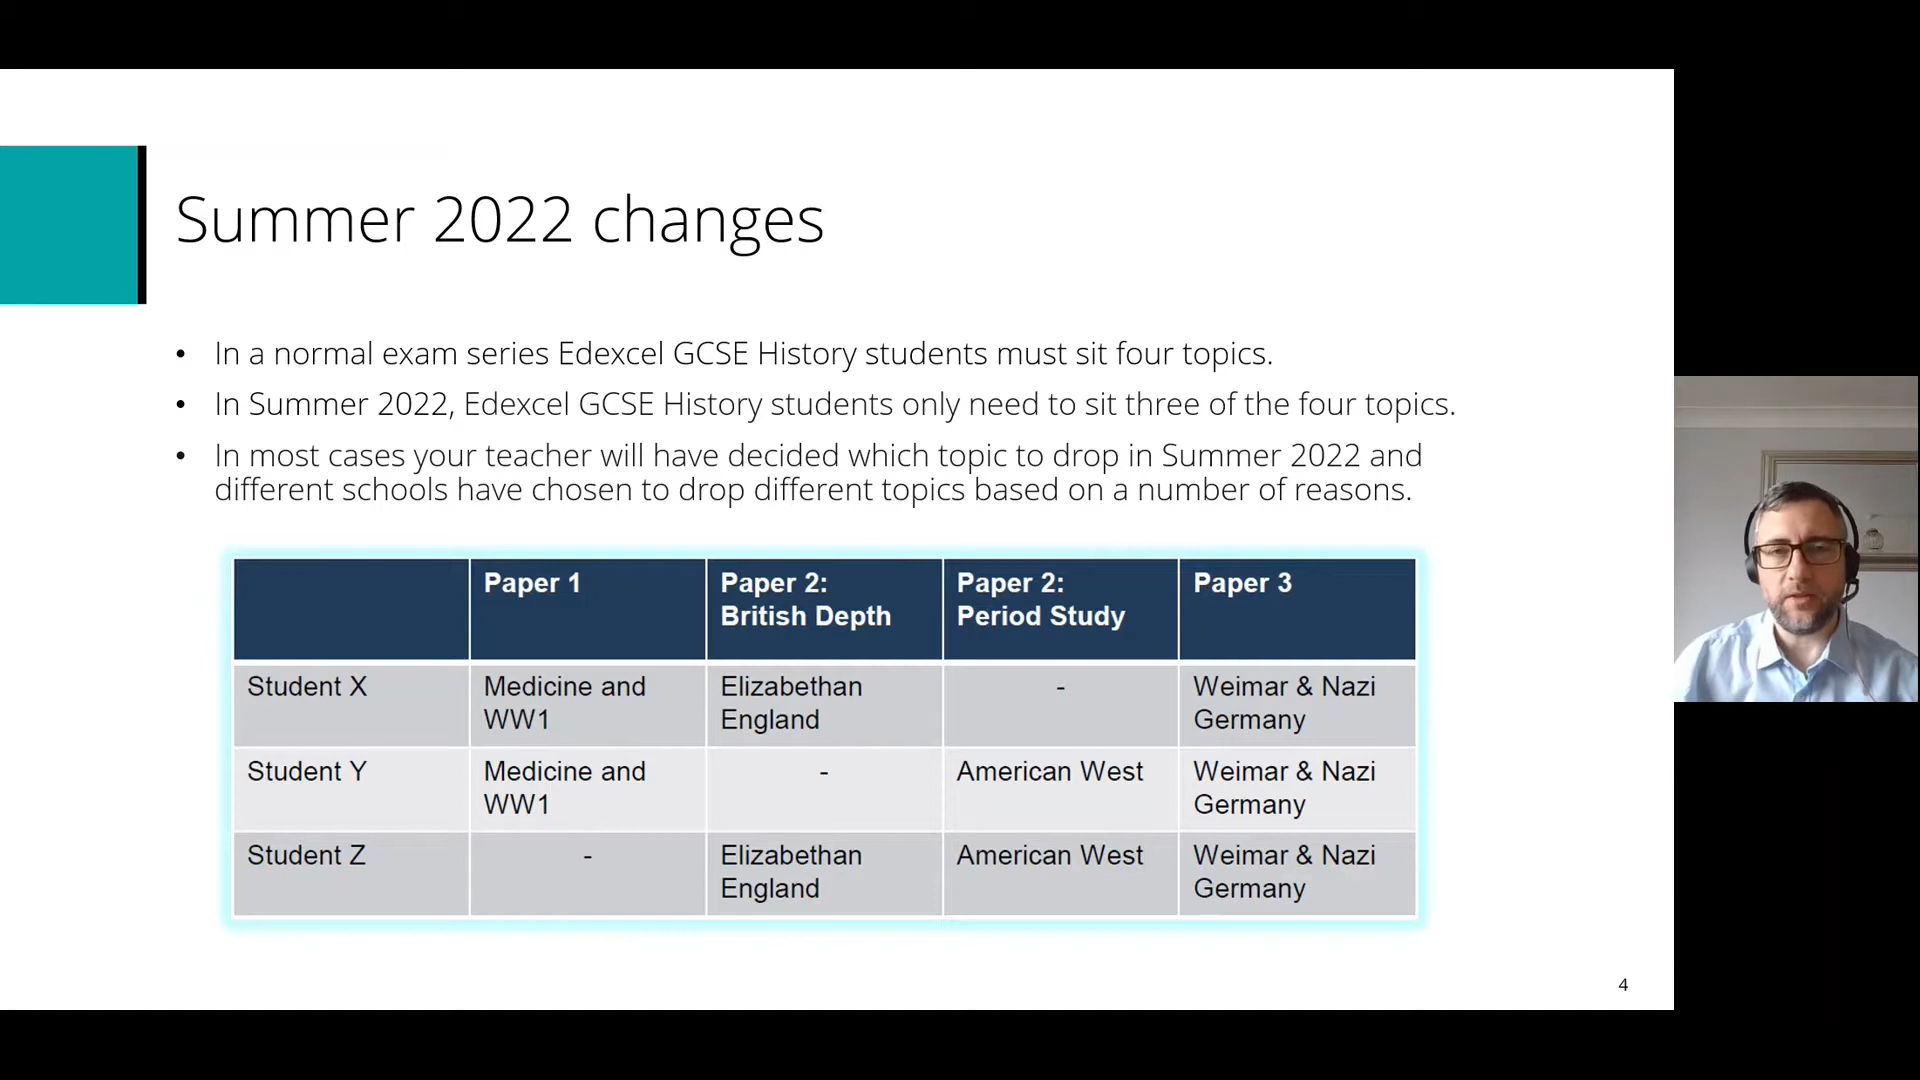 Summer 2022 changes
• In a normal exam series Edexcel GCSE History students must sit four topics.
• In Summer 2022, Edexcel GCSE History students only need to sit three of the four topics.
• In most cases your teacher will have decided which topic to drop in Summer 2022 and
different schools have chosen to drop different topics based on a number of reasons.
Paper 1
Paper 2:
British Depth
Paper 2:
Period Study
Paper 3
Student X
Medicine and
WW1
Elizabethan
England
-
Weimar & Nazi
Germany
Student Y
Medicine and
WW1
-
American West
Weimar & Nazi
Germany
Student Z
-
Elizabethan
England
American West
Weimar & Nazi
Germany
4